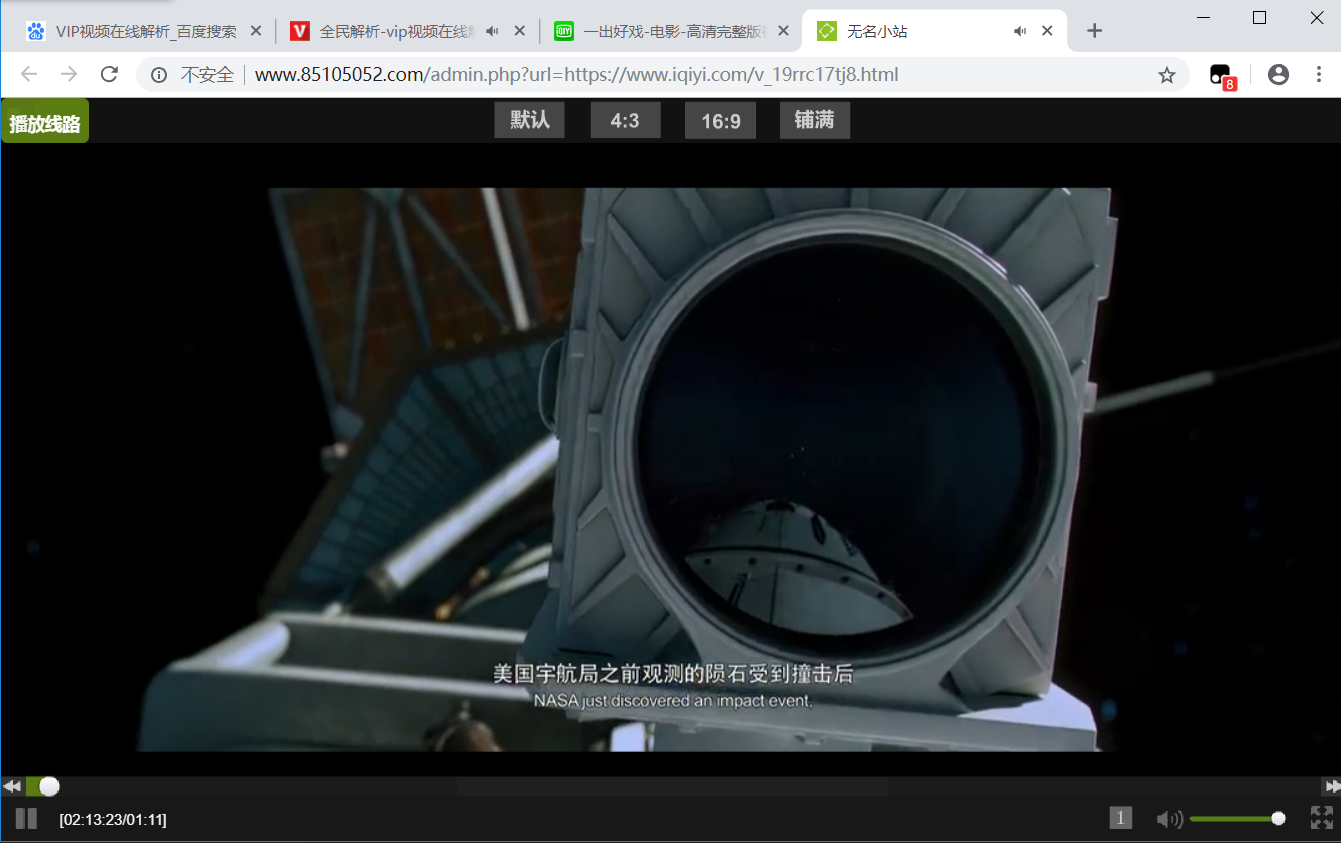 VIP视频在线解析_百度搜索
全民解析-vip视频在线
一出好戏-电影-高清完整版
无名小站
不安全
www.85105052.com/admin.php?url=https://www.iqiyi.com/v_19rrc17tj8.html
8
播放线路
默认
4:3
16:9
铺满
美国宇航局之前观测的陨石受到撞击后
NASA just discovered an impact event.
[02:13:23/01:11]
1